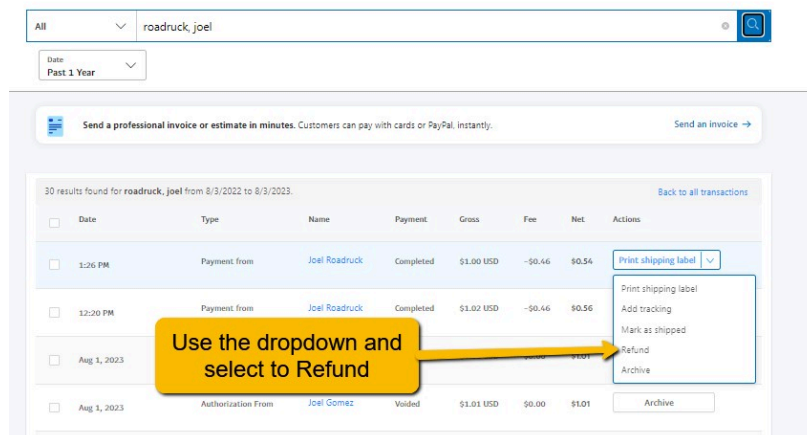 All
roadruck, joel
Date
Past 1 Year
Send a professional invoice or estimate in minutes. Customers can pay with cards or PayPal, instantly.
Send an invoice →
30 results found for roadruck, joel from 8/3/2022 to 8/3/2023.
Back to all transactions
Date Type Name Payment Gross Fee Net Actions
1:26 PM Payment from Joel Roadruck Completed $1.00 USD -$0.46 $0.54 Print shipping label
Print shipping label
12:20 PM Payment from Joel Roadruck Completed $1.02 USD -$0.46 $0.56
Add tracking
Mark as shipped
Use the dropdown and
select to Refund
Aug 1, 2023 $0.00 $1.01
Refund
Archive
Aug 1, 2023 Authorization From Joel Gomez Voided $1.01 USD $0.00 $1.01 Archive